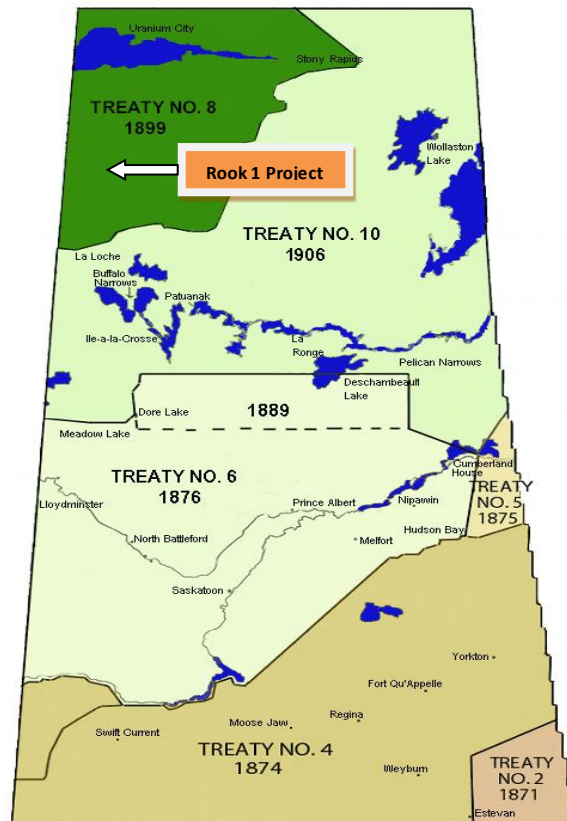 Uranium City
Stony Rapids
TREATY NO. 8
1899
Wollaston
Lake
Rook 1 Project
TREATY NO. 10
1906
La Loche
Buffalo
Narrows
Patuanak
Ile-a-la-Crosse
La
Ronge
Pelican Narrows
Deschambeault
Lake
1889
Dore Lake
Meadow Lake
Cumberland
House
TREATY NO. 6
1876
TREATY
NO. 5
1875
Lloydminster
Prince Albert
Nipawin
Hudson Bay
North Battleford
Melfort
Saskatoon
Yorkton
Fort Qu'Appelle
Regina
Moose Jaw
Swift Current
TREATY NO. 4
1874
Weyburn
TREATY
NO. 2
1871
Estevan